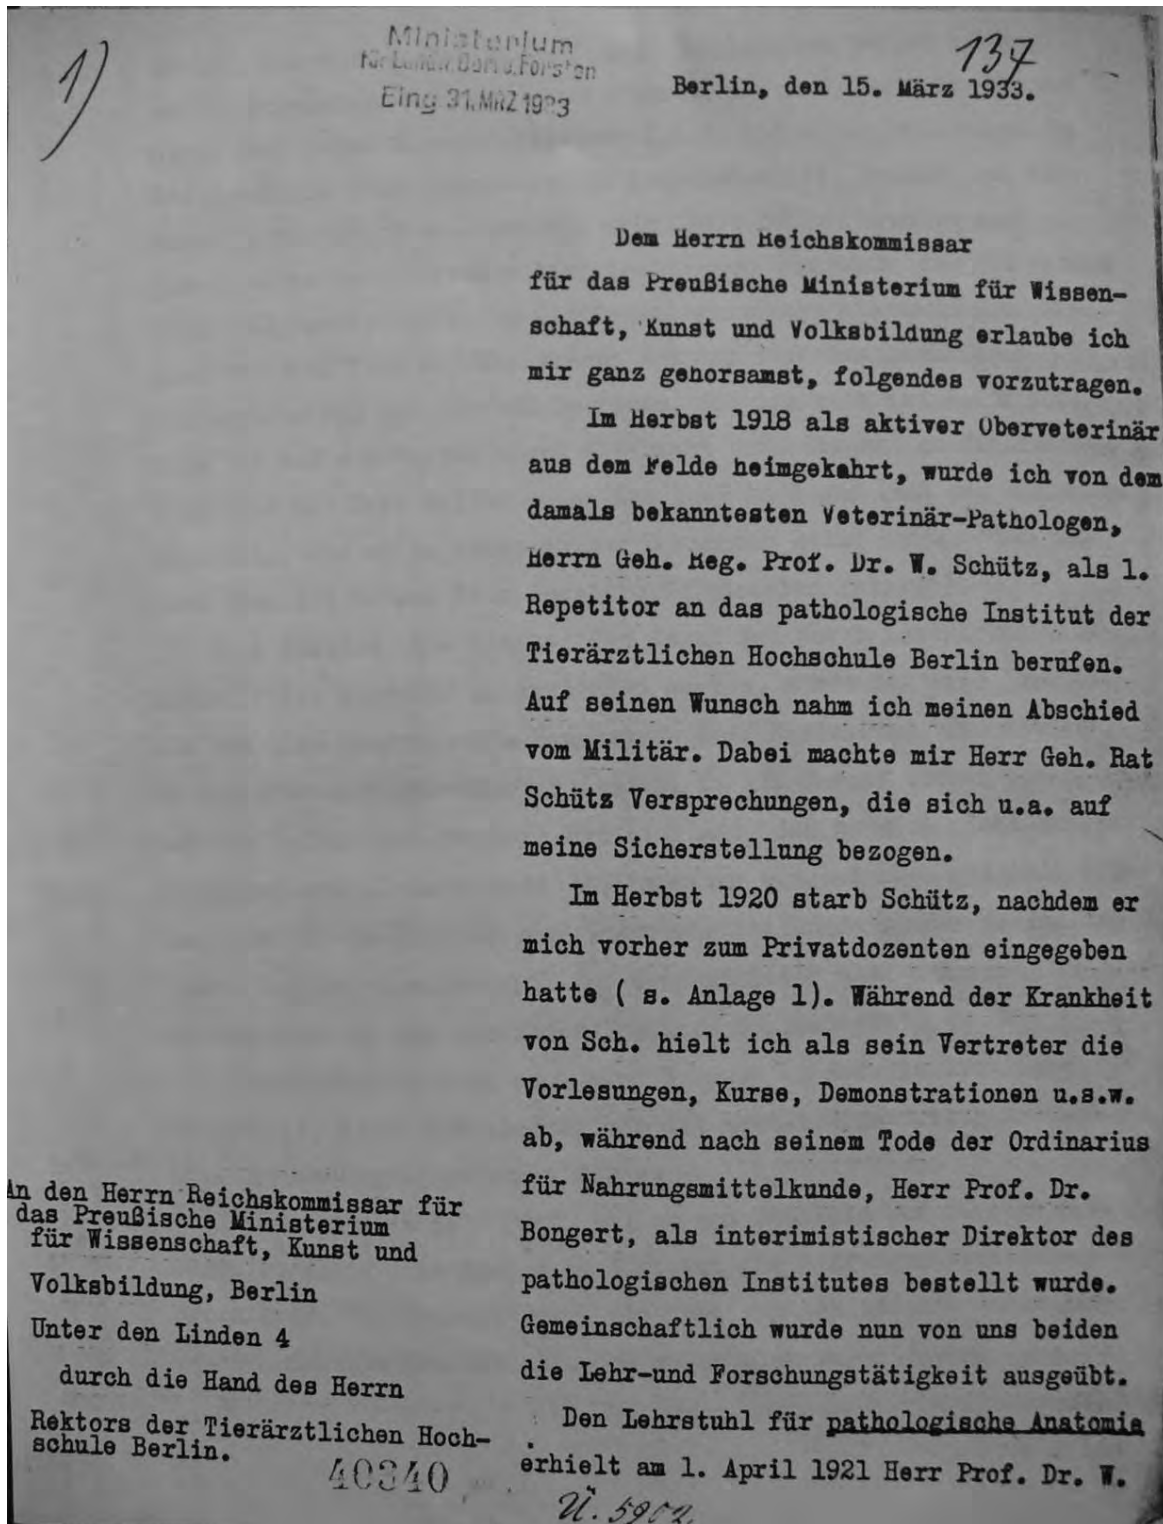 1)
Ministerium
für Landw. Dom. u. Forsten
Eing 31. MRZ 1933
137
Berlin, den 15. März 1933.
Dem Herrn Reichskommissar
für das Preußische Ministerium für Wissen-
schaft, Kunst und Volksbildung erlaube ich
mir ganz gehorsamst, folgendes vorzutragen.
Im Herbst 1918 als aktiver Oberveterinär
aus dem Felde heimgekehrt, wurde ich von dem
damals bekanntesten Veterinär-Pathologen,
Herrn Geh. Reg. Prof. Dr. W. Schütz, als 1.
Repetitor an das pathologische Institut der
Tierärztlichen Hochschule Berlin berufen.
Auf seinen Wunsch nahm ich meinen Abschied
vom Militär. Dabei machte mir Herr Geh. Rat
Schütz Versprechungen, die sich u.a. auf
meine Sicherstellung bezogen.
Im Herbst 1920 starb Schütz, nachdem er
mich vorher zum Privatdozenten eingegeben
hatte ( s. Anlage 1). Während der Krankheit
von Sch. hielt ich als sein Vertreter die
Vorlesungen, Kurse, Demonstrationen u.s.w.
ab, während nach seinem Tode der Ordinarius
für Nahrungsmittelkunde, Herr Prof. Dr.
Bongert, als interimistischer Direktor des
pathologischen Institutes bestellt wurde.
Gemeinschaftlich wurde nun von uns beiden
die Lehr-und Forschungstätigkeit ausgeübt.
Den Lehrstuhl für pathologische Anatomie
erhielt am 1. April 1921 Herr Prof. Dr. W.
An den Herrn Reichskommissar für
das Preußische Ministerium
für Wissenschaft, Kunst und
Volksbildung, Berlin
Unter den Linden 4
durch die Hand des Herrn
Rektors der Tierärztlichen Hoch-
schule Berlin.
40340
Ü. 5902.